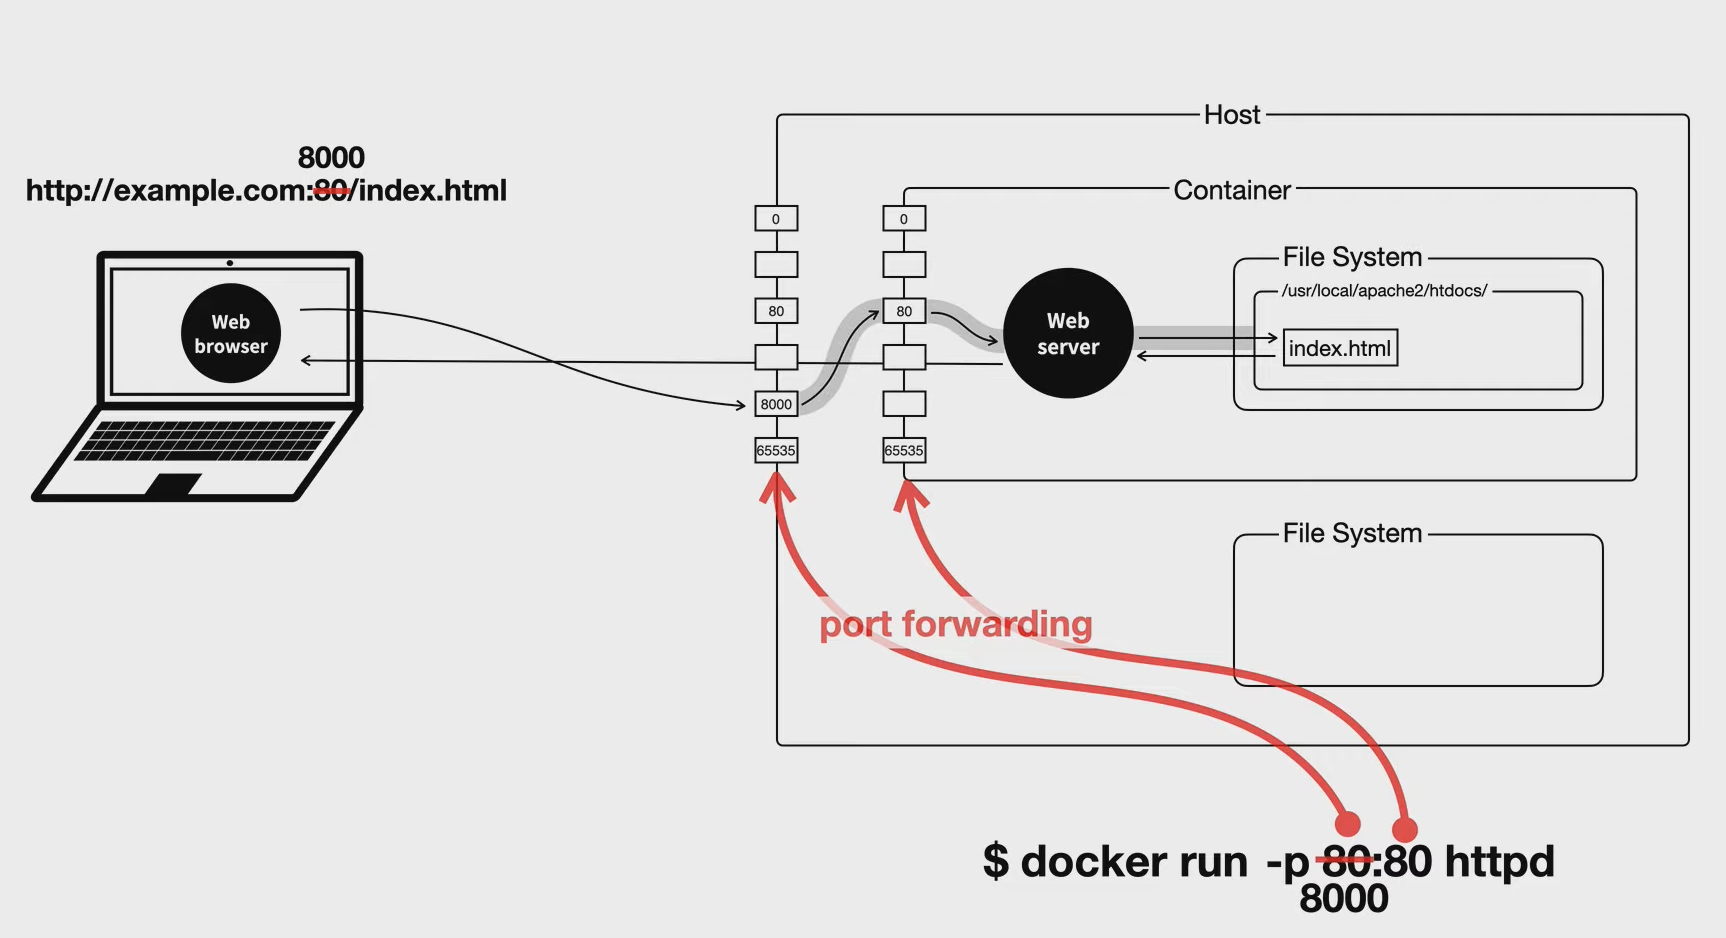 8000
http://example.com:80/index.html
Web
browser
Host
Container
0
80
8000
65535
0
80
65535
Web
server
File System
/usr/local/apache2/htdocs/
index.html
File System
port forwarding
$ docker run -p 80:80 httpd
8000